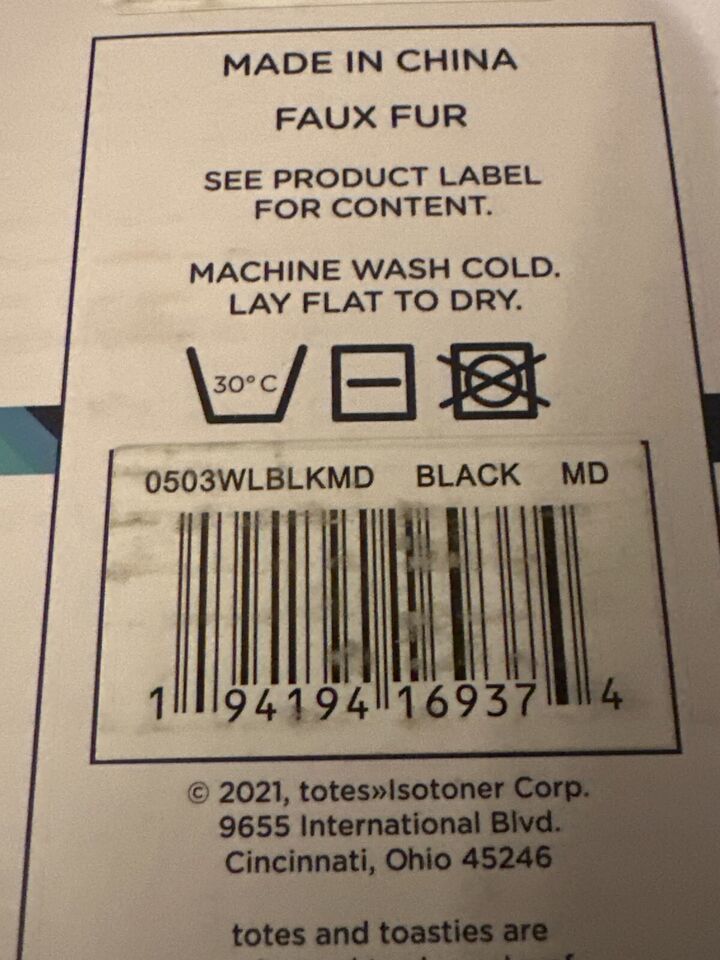 MADE IN CHINA
FAUX FUR
SEE PRODUCT LABEL
FOR CONTENT.
MACHINE WASH COLD.
LAY FLAT TO DRY.
30°C
0503WLBLKMD BLACK MD
1 94194 16937 4
© 2021, totes»Isotoner Corp.
9655 International Blvd.
Cincinnati, Ohio 45246
totes and toasties are